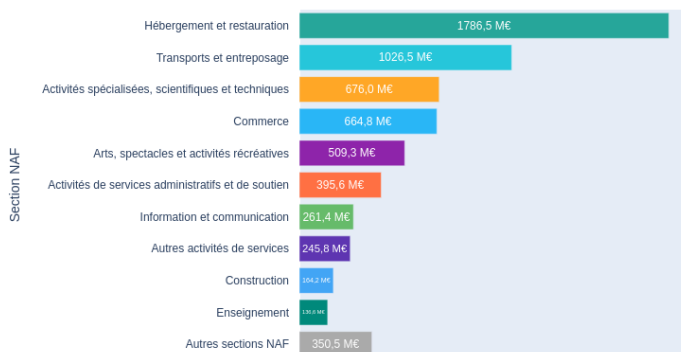 Section NAF
Hébergement et restauration 1786,5 M€
Transports et entreposage 1026,5 M€
Activités spécialisées, scientifiques et techniques 676,0 M€
Commerce 664,8 M€
Arts, spectacles et activités récréatives 509,3 M€
Activités de services administratifs et de soutien 395,6 M€
Information et communication 261,4 M€
Autres activités de services 245,8 M€
Construction 164,2 M€
Enseignement
Autres sections NAF 350,5 M€